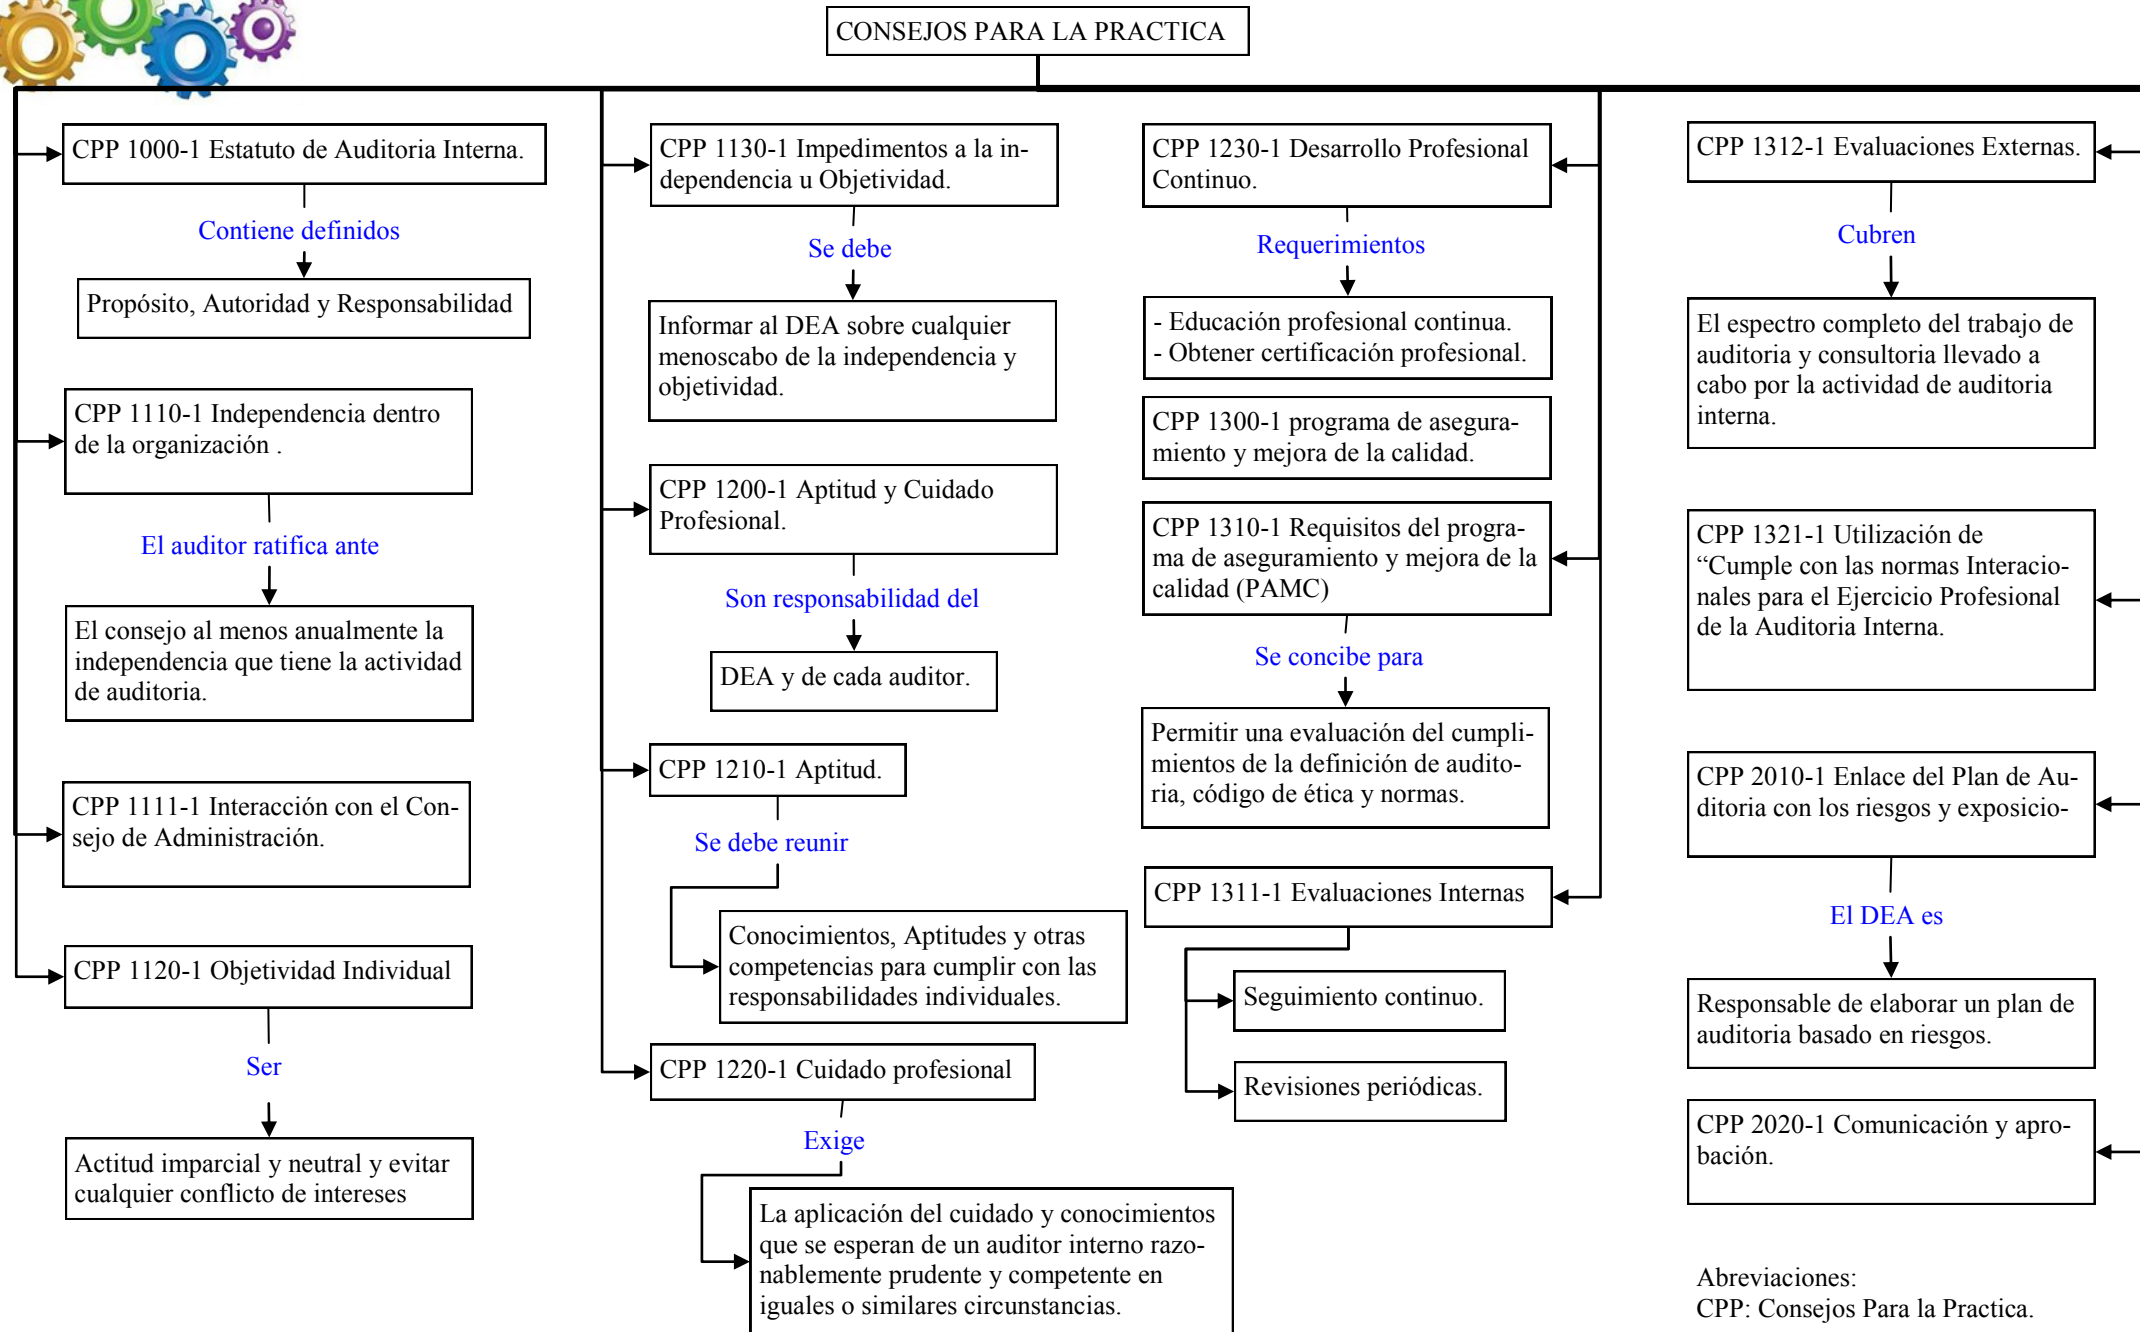 CONSEJOS PARA LA PRACTICA
CPP 1000-1 Estatuto de Auditoria Interna.
Contiene definidos
Propósito, Autoridad y Responsabilidad
CPP 1110-1 Independencia dentro
de la organización .
El auditor ratifica ante
El consejo al menos anualmente la
independencia que tiene la actividad
de auditoria.
CPP 1111-1 Interacción con el Con-
sejo de Administración.
CPP 1120-1 Objetividad Individual
Ser
Actitud imparcial y neutral y evitar
cualquier conflicto de intereses
CPP 1130-1 Impedimentos a la in-
dependencia u Objetividad.
Se debe
Informar al DEA sobre cualquier
menoscabo de la independencia y
objetividad.
CPP 1200-1 Aptitud y Cuidado
Profesional.
Son responsabilidad del
DEA y de cada auditor.
CPP 1210-1 Aptitud.
Se debe reunir
Conocimientos, Aptitudes y otras
competencias para cumplir con las
responsabilidades individuales.
CPP 1220-1 Cuidado profesional
Exige
La aplicación del cuidado y conocimientos
que se esperan de un auditor interno razo-
nablemente prudente y competente en
iguales o similares circunstancias.
CPP 1230-1 Desarrollo Profesional
Continuo.
Requerimientos
- Educación profesional continua.
- Obtener certificación profesional.
CPP 1300-1 programa de asegura-
miento y mejora de la calidad.
CPP 1310-1 Requisitos del progra-
ma de aseguramiento y mejora de la
calidad (PAMC)
Se concibe para
Permitir una evaluación del cumpli-
mientos de la definición de audito-
ria, código de ética y normas.
CPP 1311-1 Evaluaciones Internas
Seguimiento continuo.
Revisiones periódicas.
CPP 1312-1 Evaluaciones Externas.
Cubren
El espectro completo del trabajo de
auditoria y consultoria llevado a
cabo por la actividad de auditoria
interna.
CPP 1321-1 Utilización de
“Cumple con las normas Interacio-
nales para el Ejercicio Profesional
de la Auditoria Interna.
CPP 2010-1 Enlace del Plan de Au-
ditoria con los riesgos y exposicio-
El DEA es
Responsable de elaborar un plan de
auditoria basado en riesgos.
CPP 2020-1 Comunicación y apro-
bación.
Abreviaciones:
CPP: Consejos Para la Practica.